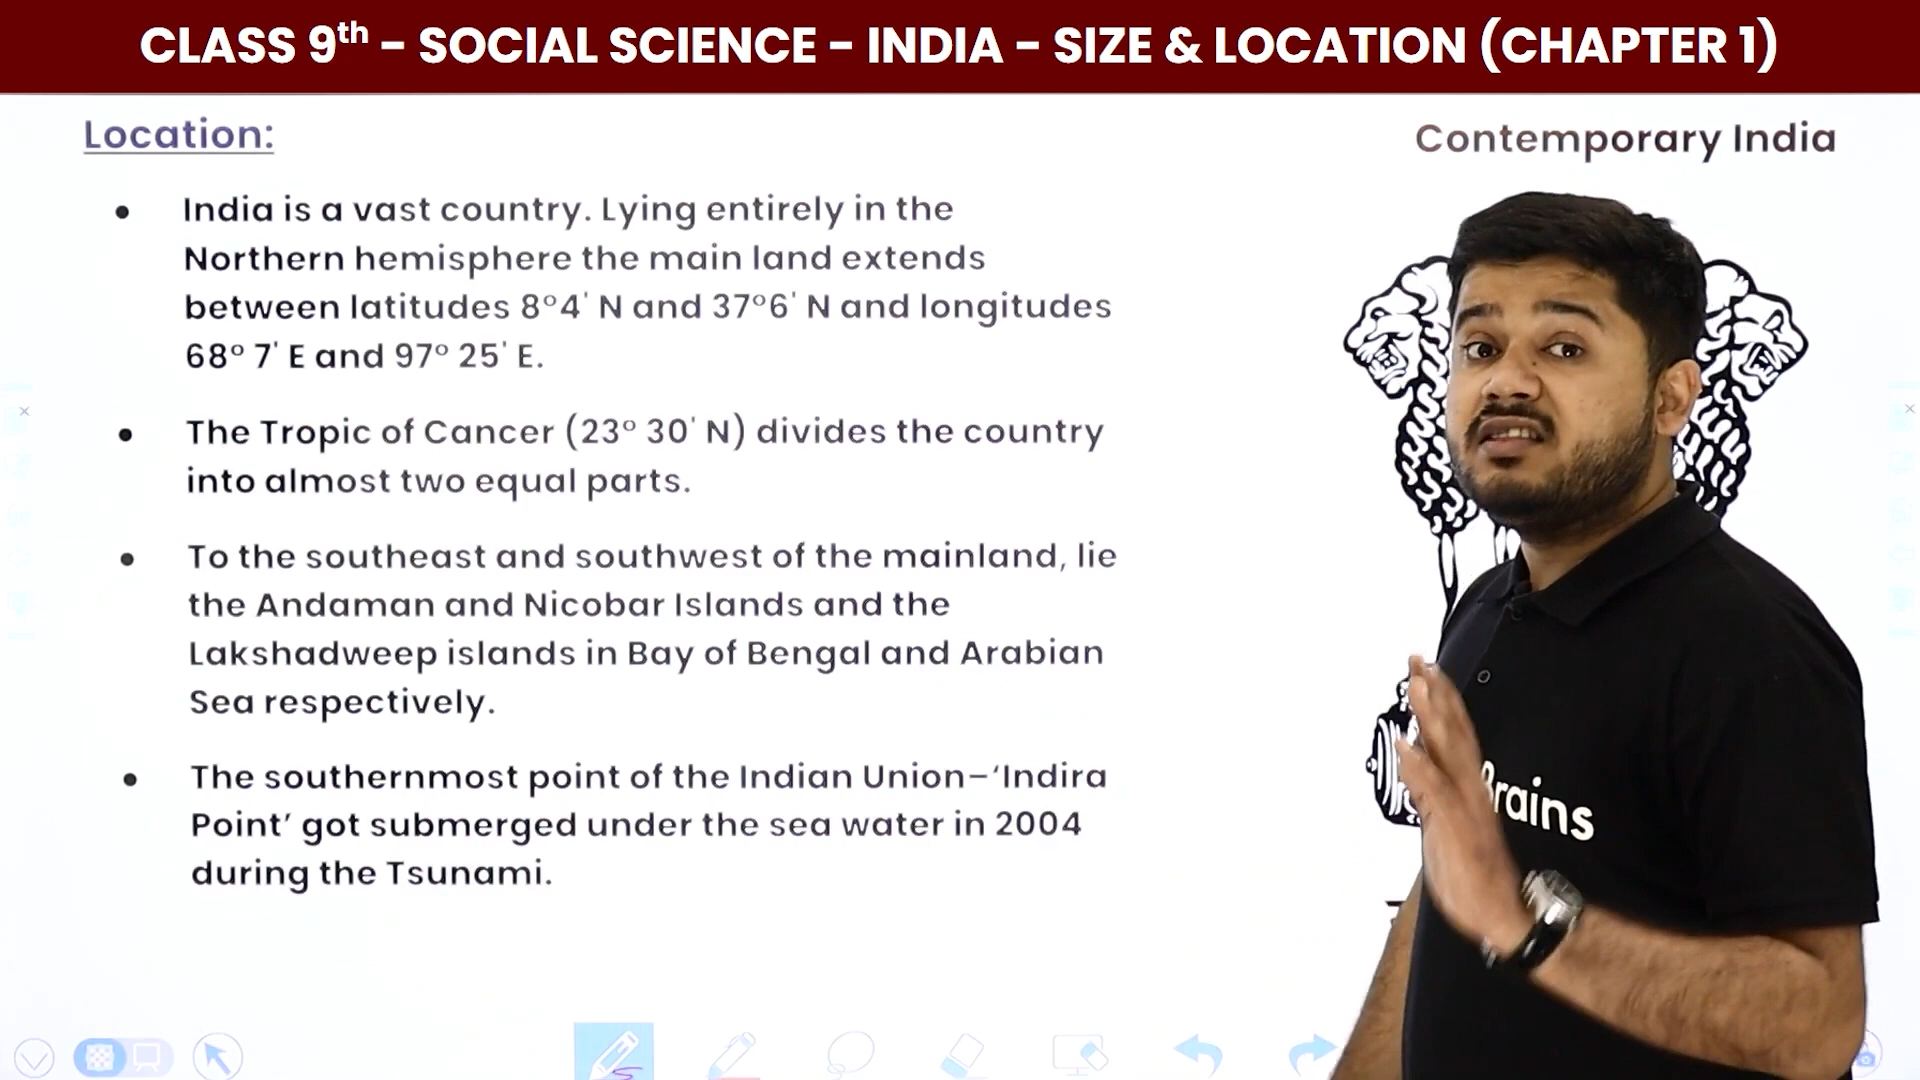 CLASS 9th – SOCIAL SCIENCE – INDIA – SIZE & LOCATION (CHAPTER 1)
Location:
Contemporary India
• India is a vast country. Lying entirely in the
Northern hemisphere the main land extends
between latitudes 8°4' N and 37°6' N and longitudes
68° 7' E and 97° 25' E.
• The Tropic of Cancer (23° 30' N) divides the country
into almost two equal parts.
• To the southeast and southwest of the mainland, lie
the Andaman and Nicobar Islands and the
Lakshadweep islands in Bay of Bengal and Arabian
Sea respectively.
• The southernmost point of the Indian Union–‘Indira
Point’ got submerged under the sea water in 2004
during the Tsunami.
Brains